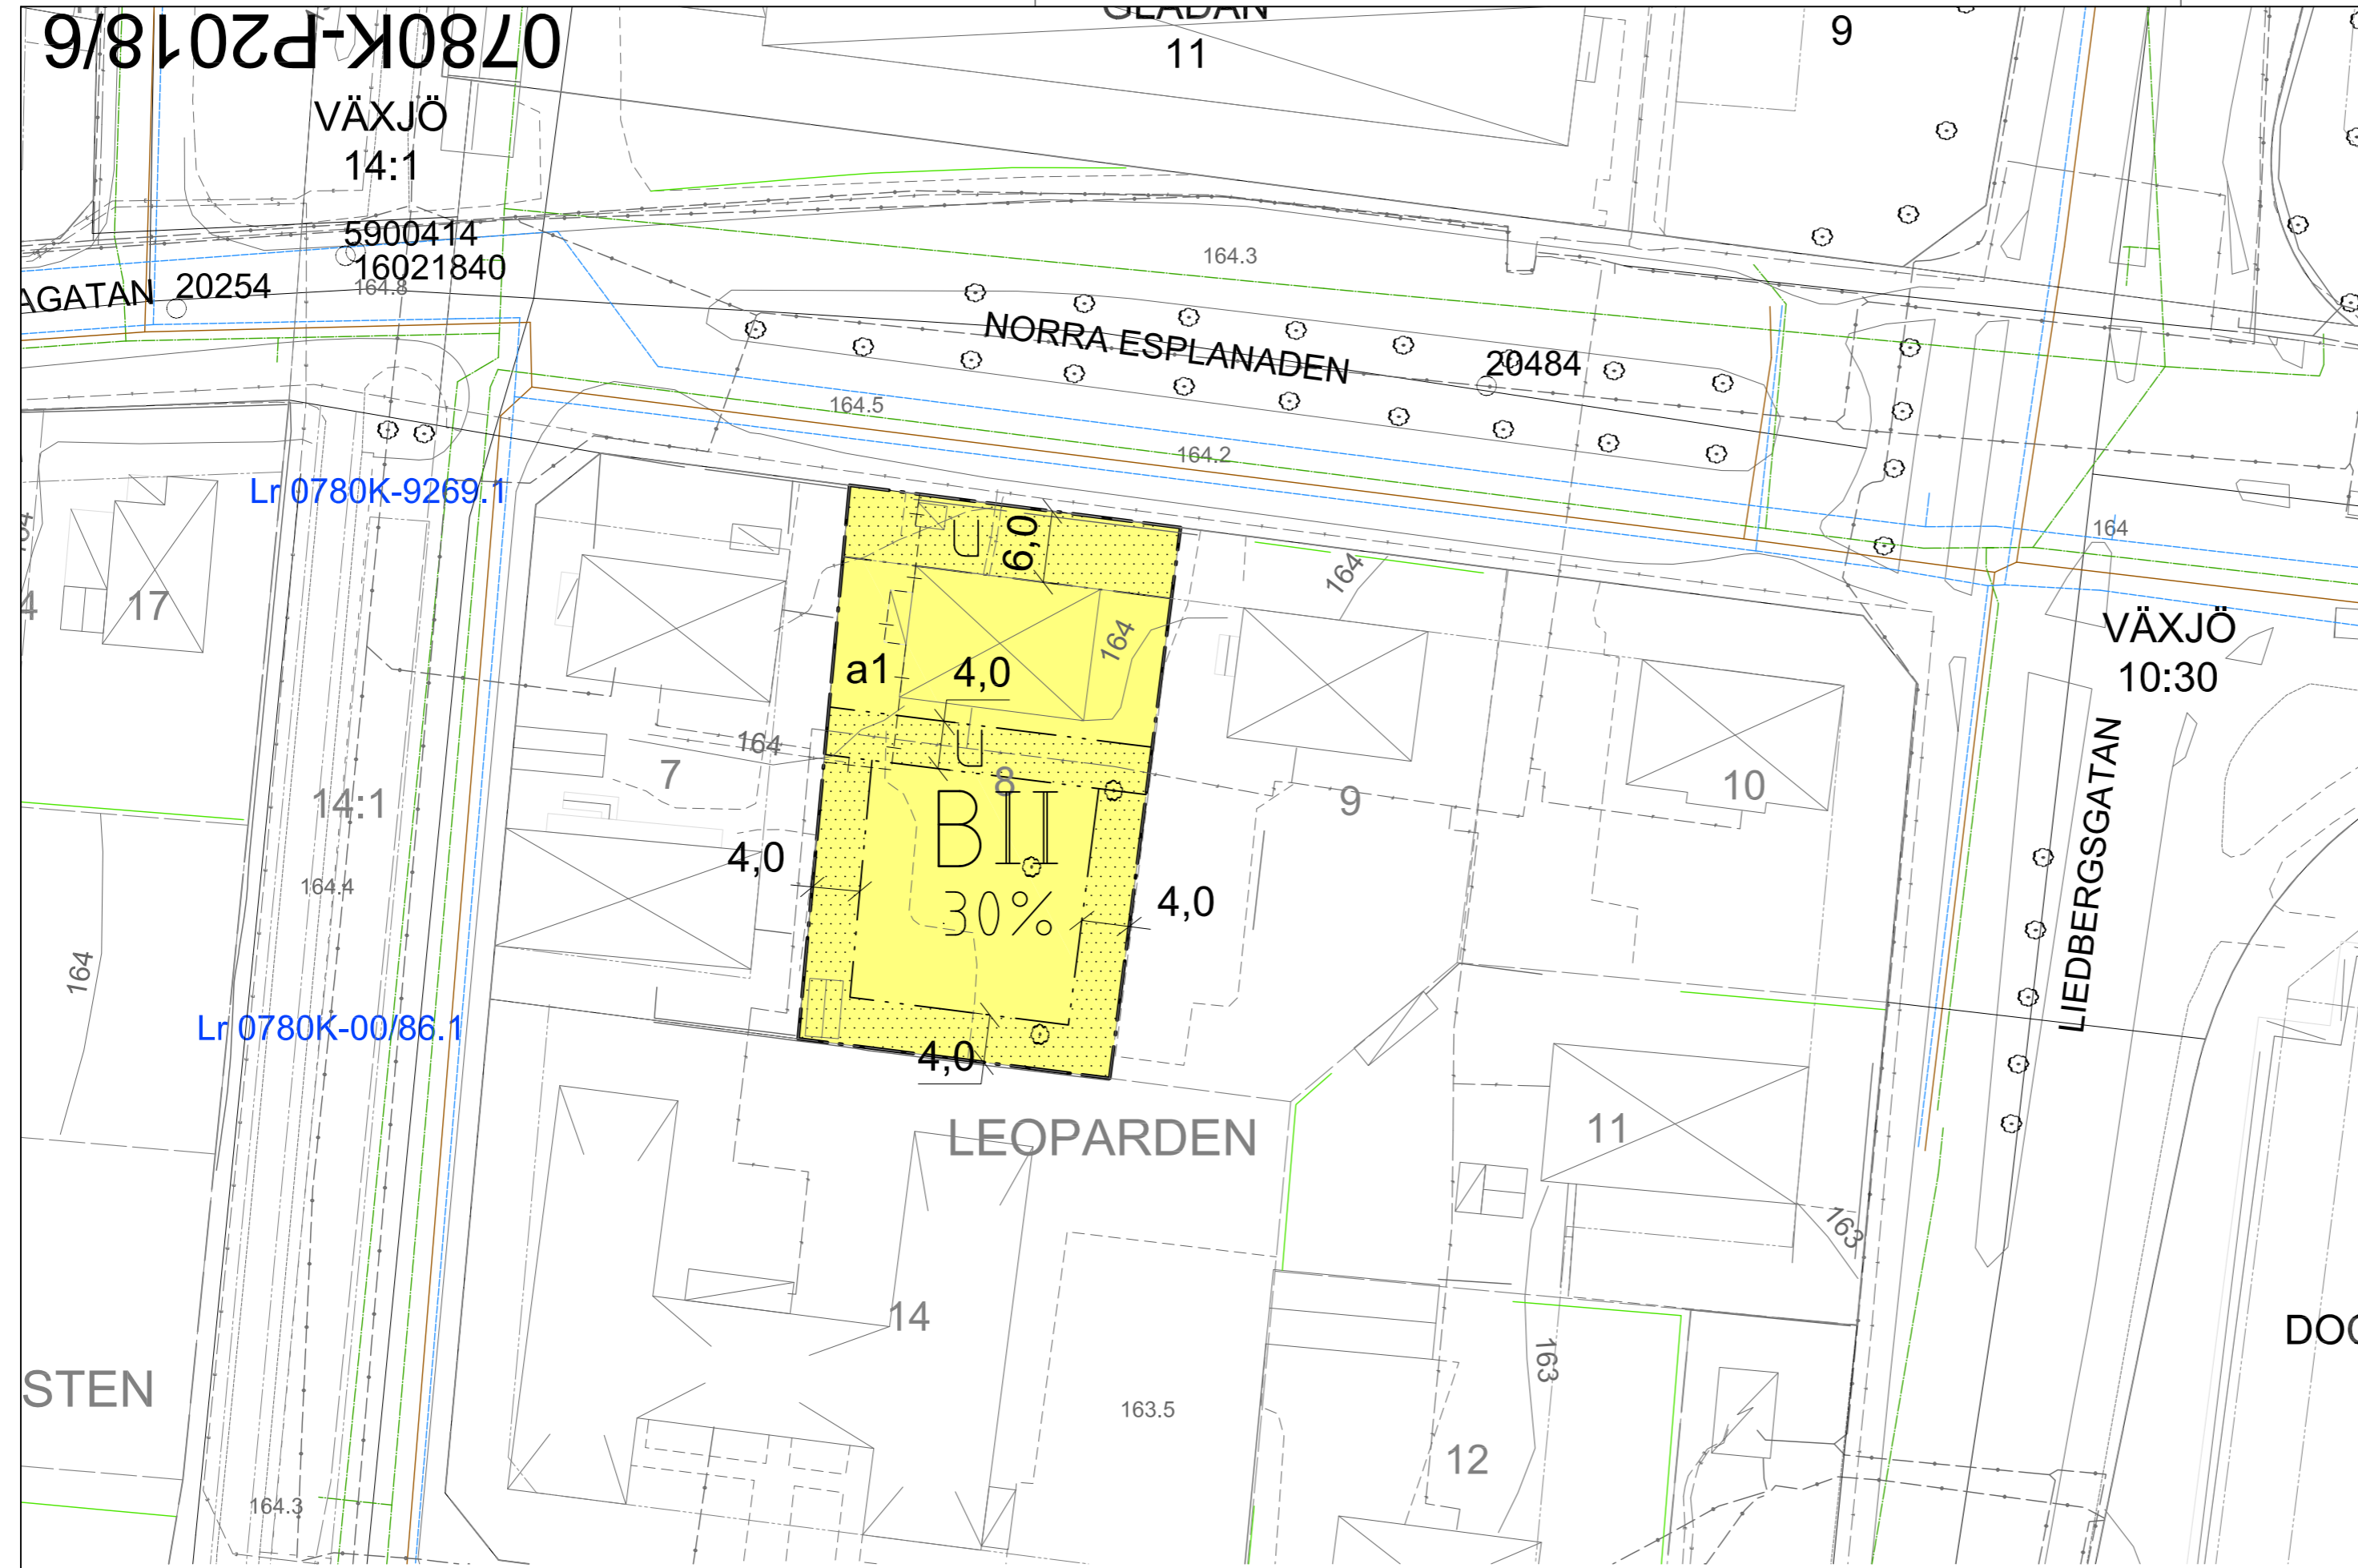 0780K-P2018/6
11
9
VÄXJÖ
14:1
5900414
16021840
164.8
AGATAN
20254
164.3
NORRA ESPLANADEN
20484
164.5
164.2
Lr 0780K-9269.1
164
u
6,0
164
4
17
VÄXJÖ
10:30
a1
4,0
164
164
u
7
8
9
10
14:1
BII
30%
4,0
4,0
LIEDBERGSGATAN
164.4
164
Lr 0780K-00/86.1
4,0
LEOPARDEN
11
163
14
DOC
163
STEN
163.5
12
164.3